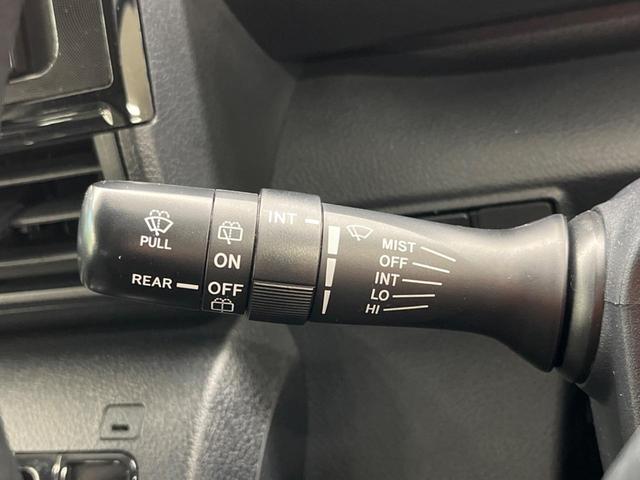 PULL
REAR
ON
OFF
INT
MIST
OFF
INT
LO
HI